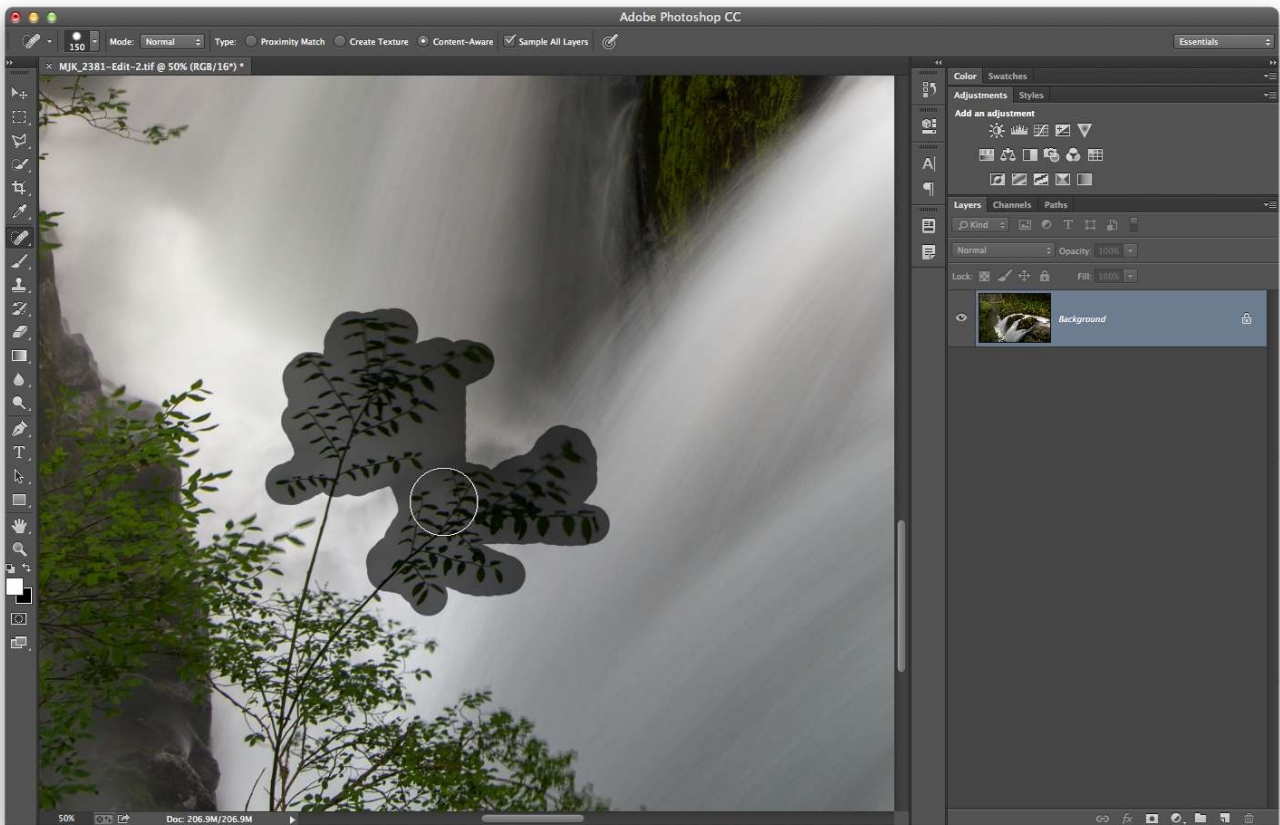 Adobe Photoshop CC
150 Mode: Normal Type: Proximity Match Create Texture Content-Aware Sample All Layers Essentials
× MJK_2381-Edit-2.tif @ 50% (RGB/16*) *
Color Swatches
Adjustments Styles
Add an adjustment
Layers Channels Paths
Kind
Normal Opacity: 100%
Lock: Fill: 100%
Background
50% Doc: 206.9M/206.9M